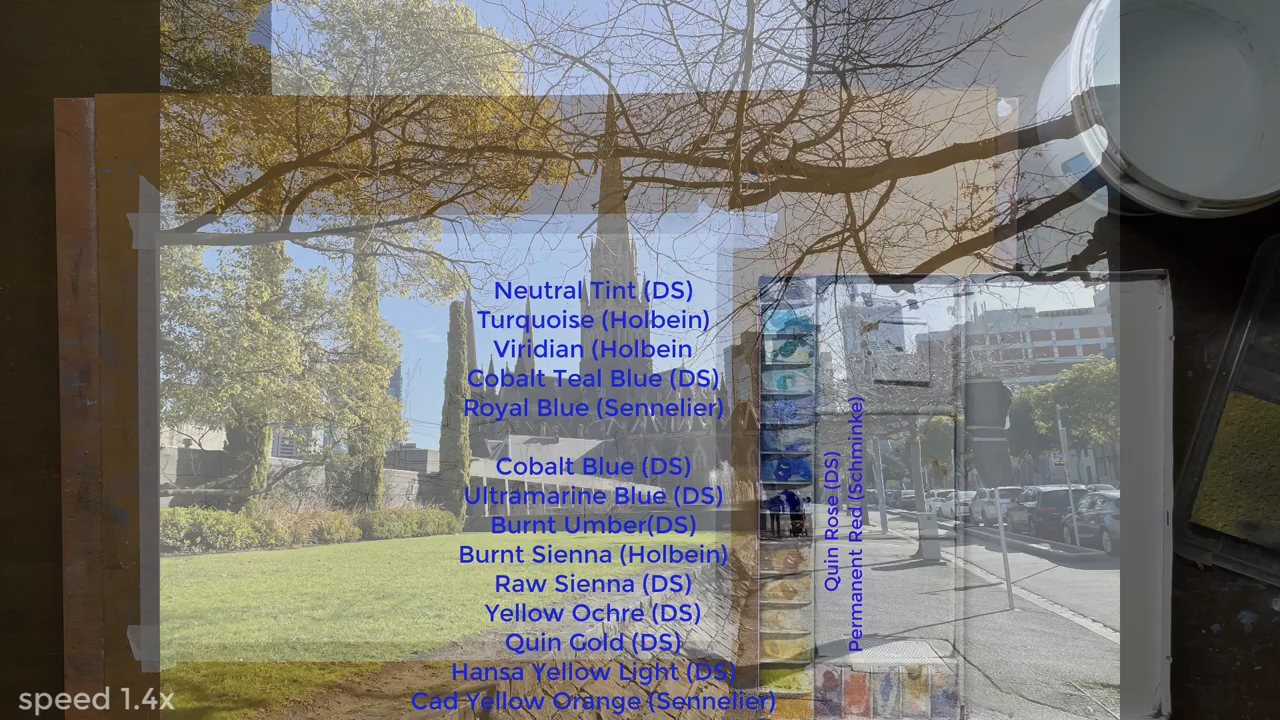 Neutral Tint (DS)
Turquoise (Holbein)
Viridian (Holbein
Cobalt Teal Blue (DS)
Royal Blue (Sennelier)
Cobalt Blue (DS)
Ultramarine Blue (DS)
Burnt Umber(DS)
Burnt Sienna (Holbein)
Raw Sienna (DS)
Yellow Ochre (DS)
Quin Gold (DS)
Hansa Yellow Light (DS)
Cad Yellow Orange (Sennelier)
Quin Rose (DS)
Permanent Red (Schminke)
speed 1.4x